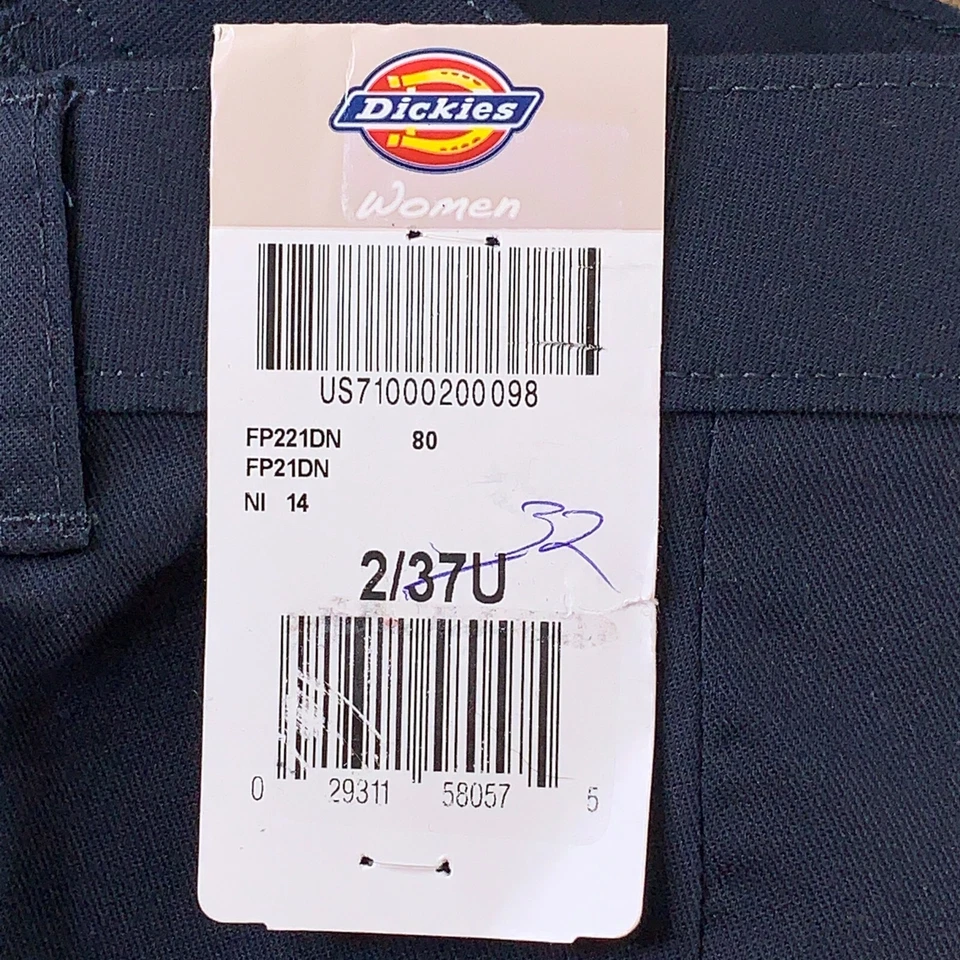 Dickies
Women
US71000200098
FP221DN 80
FP21DN
NI 14
32
2/37U
0 29311 58057 5